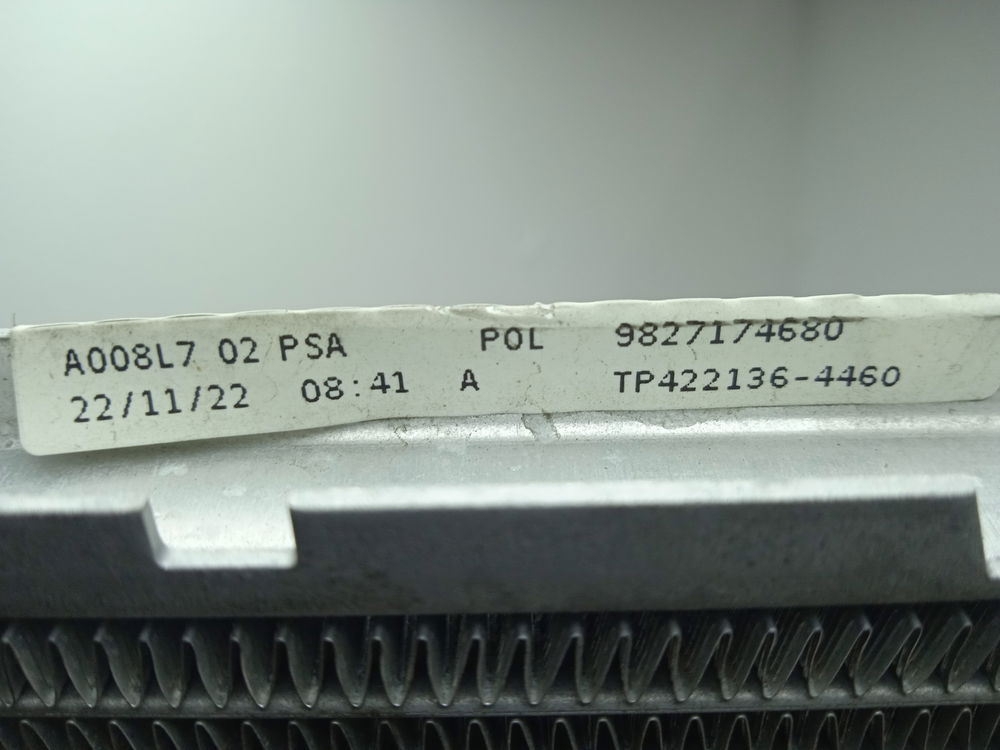 A008L7 02 PSA POL 9827174680
22/11/22 08:41 A TP422136-4460